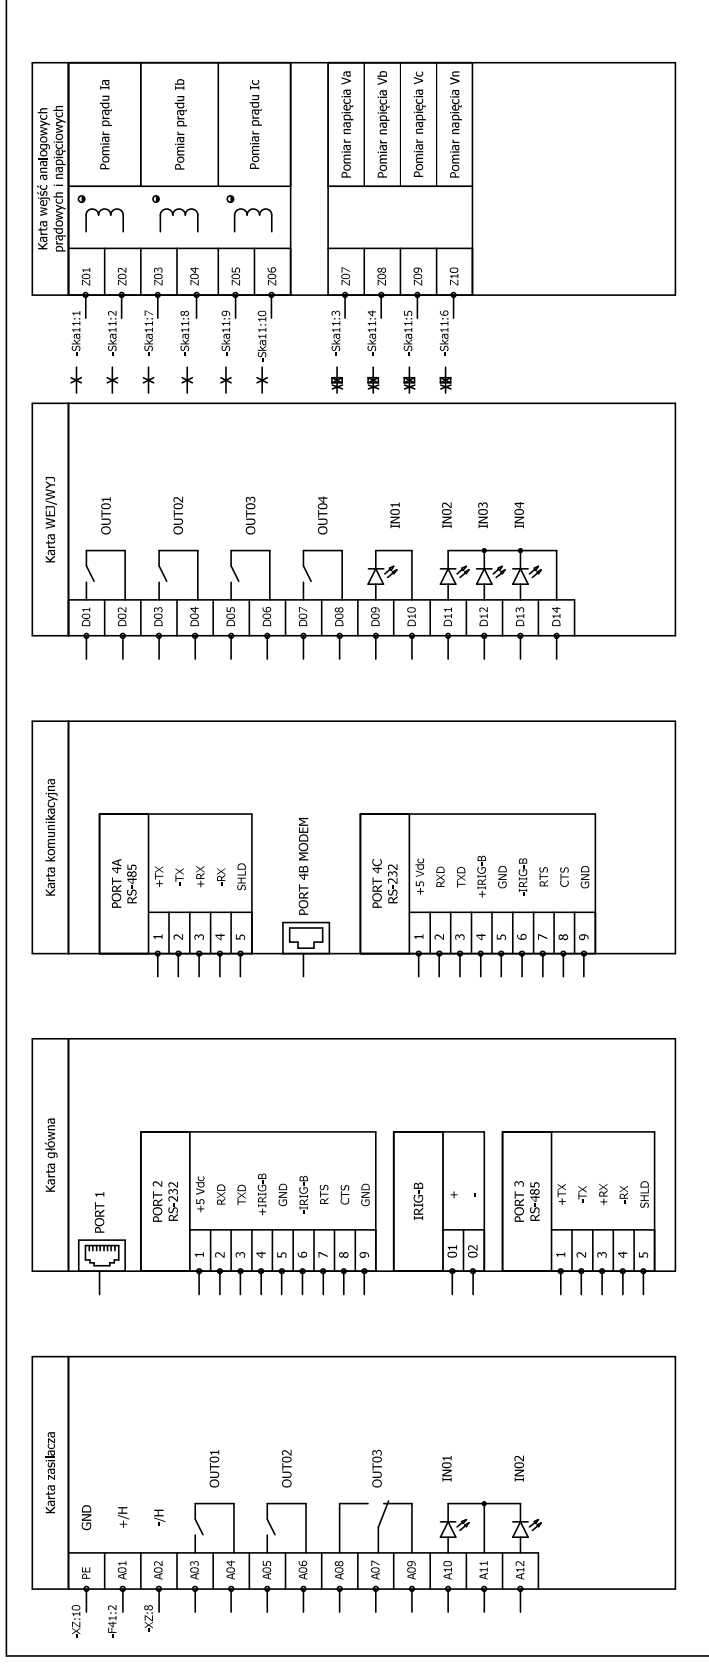 Karta wejść analogowych
prądowych i napięciowych
Pomiar prądu Ia
Pomiar prądu Ib
Pomiar prądu Ic
Pomiar napięcia Va
Pomiar napięcia Vb
Pomiar napięcia Vc
Pomiar napięcia Vn
Z01
Z02
Z03
Z04
Z05
Z06
Z07
Z08
Z09
Z10
-Ska11:1
-Ska11:2
-Ska11:7
-Ska11:8
-Ska11:9
-Ska11:10
-Ska11:3
-Ska11:4
-Ska11:5
-Ska11:6
Karta WEJ/WYJ
OUT01
OUT02
OUT03
OUT04
IN01
IN02
IN03
IN04
D01
D02
D03
D04
D05
D06
D07
D08
D09
D10
D11
D12
D13
D14
Karta komunikacyjna
PORT 4A
RS-485
+TX
-TX
+RX
-RX
SHLD
1
2
3
4
5
PORT 4B MODEM
PORT 4C
RS-232
+5 Vdc
RXD
TXD
+IRIG-B
GND
-IRIG-B
RTS
CTS
GND
1
2
3
4
5
6
7
8
9
Karta główna
PORT 1
PORT 2
RS-232
+5 Vdc
RXD
TXD
+IRIG-B
GND
-IRIG-B
RTS
CTS
GND
1
2
3
4
5
6
7
8
9
IRIG-B
+
-
01
02
PORT 3
RS-485
+TX
-TX
+RX
-RX
SHLD
1
2
3
4
5
Karta zasilacza
GND
+/H
-/H
OUT01
OUT02
OUT03
IN01
IN02
PE
A01
A02
A03
A04
A05
A06
A08
A07
A09
A10
A11
A12
-XZ:10
-F41:2
-XZ:8